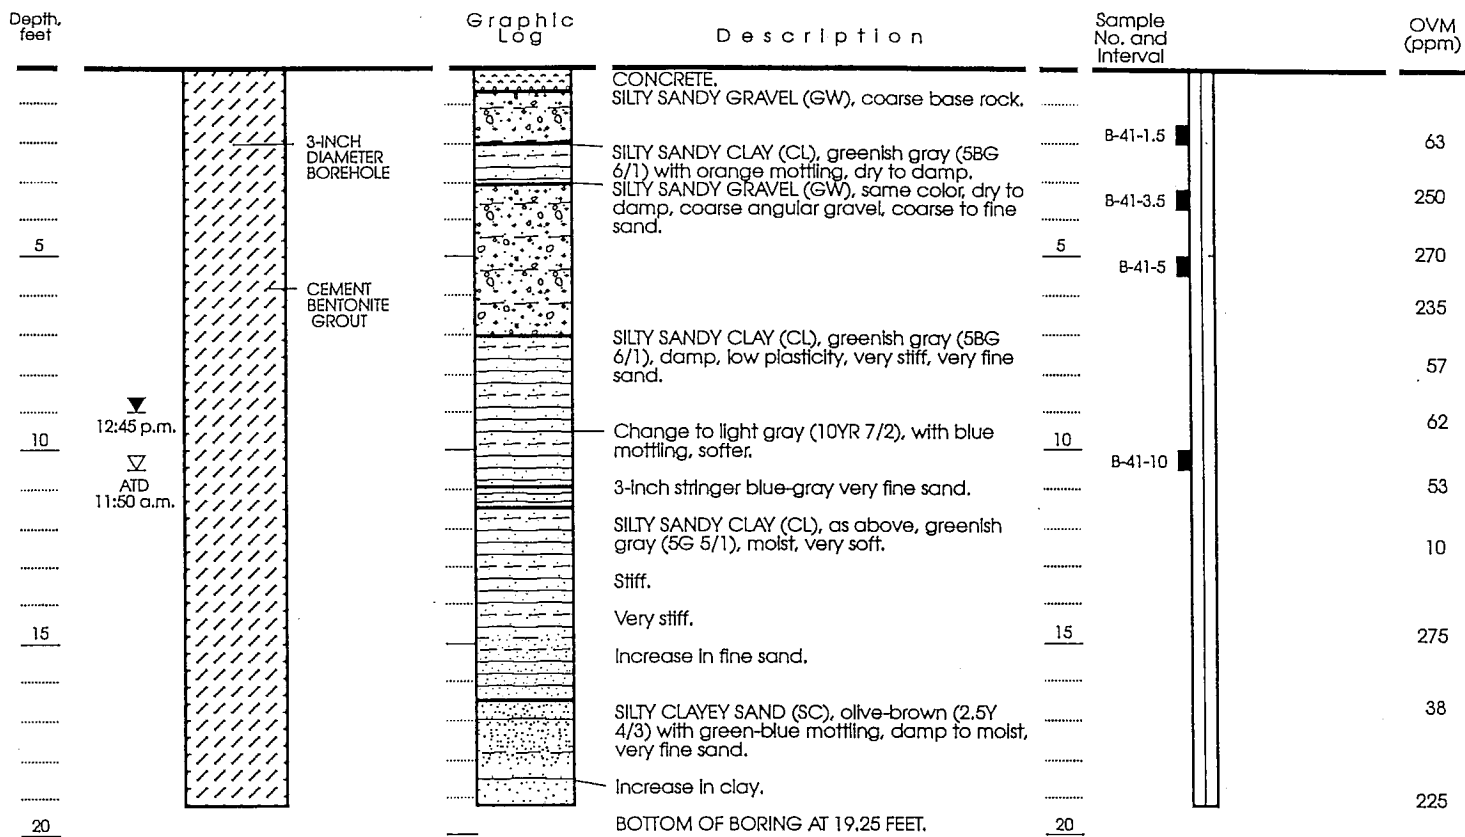 Depth, feet
Graphic Log
Description
Sample No. and Interval
OVM (ppm)
CONCRETE.
SILTY SANDY GRAVEL (GW), coarse base rock.
3-INCH
DIAMETER
BOREHOLE
B-41-1.5
63
SILTY SANDY CLAY (CL), greenish gray (5BG
6/1) with orange mottling, dry to damp.
SILTY SANDY GRAVEL (GW), same color, dry to
damp, coarse angular gravel, coarse to fine
sand.
B-41-3.5
250
5
5
B-41-5
270
CEMENT
BENTONITE
GROUT
235
SILTY SANDY CLAY (CL), greenish gray (5BG
6/1), damp, low plasticity, very stiff, very fine
sand.
57
12:45 p.m.
62
10
Change to light gray (10YR 7/2), with blue
mottling, softer.
10
B-41-10
ATD
11:50 a.m.
3-inch stringer blue-gray very fine sand.
53
SILTY SANDY CLAY (CL), as above, greenish
gray (5G 5/1), moist, very soft.
10
Stiff.
Very stiff.
15
15
275
Increase in fine sand.
SILTY CLAYEY SAND (SC), olive-brown (2.5Y
4/3) with green-blue mottling, damp to moist,
very fine sand.
38
Increase in clay.
225
20
BOTTOM OF BORING AT 19.25 FEET.
20